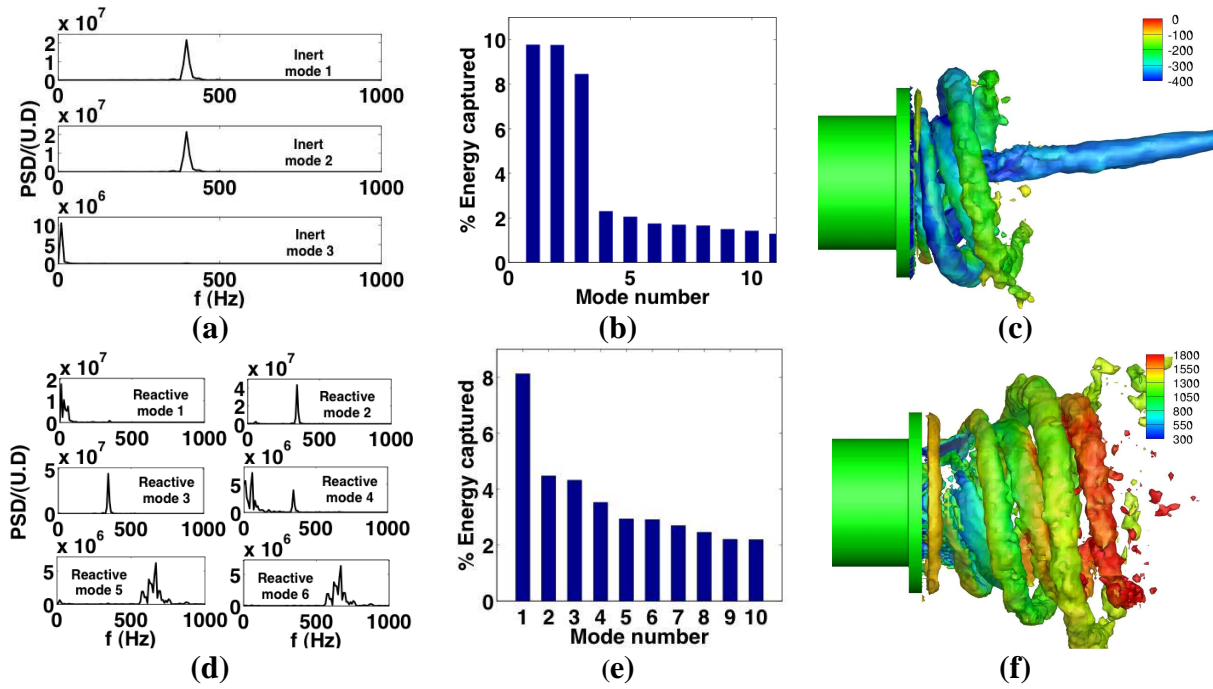 x 10^7
2
1
0
0
500
1000
Inert
mode 1
x 10^7
2
1
0
0
500
1000
Inert
mode 2
x 10^6
10
5
0
0
500
1000
Inert
mode 3
PSD/(U.D)
f (Hz)
(a)
10
8
6
4
2
0
0
5
10
% Energy captured
Mode number
(b)
0
-100
-200
-300
-400
(c)
x 10^7
2
1
0
0
500
1000
Reactive
mode 1
x 10^7
4
2
0
0
500
1000
Reactive
mode 2
x 10^7
5
0
0
500
1000
Reactive
mode 3
x 10^6
5
0
0
500
1000
Reactive
mode 4
x 10^6
5
0
0
500
1000
Reactive
mode 5
x 10^6
5
0
0
500
1000
Reactive
mode 6
PSD/(U.D)
f (Hz)
f (Hz)
(d)
8
6
4
2
0
1 2 3 4 5 6 7 8 9 10
% Energy captured
Mode number
(e)
1800
1550
1300
1050
800
550
300
(f)